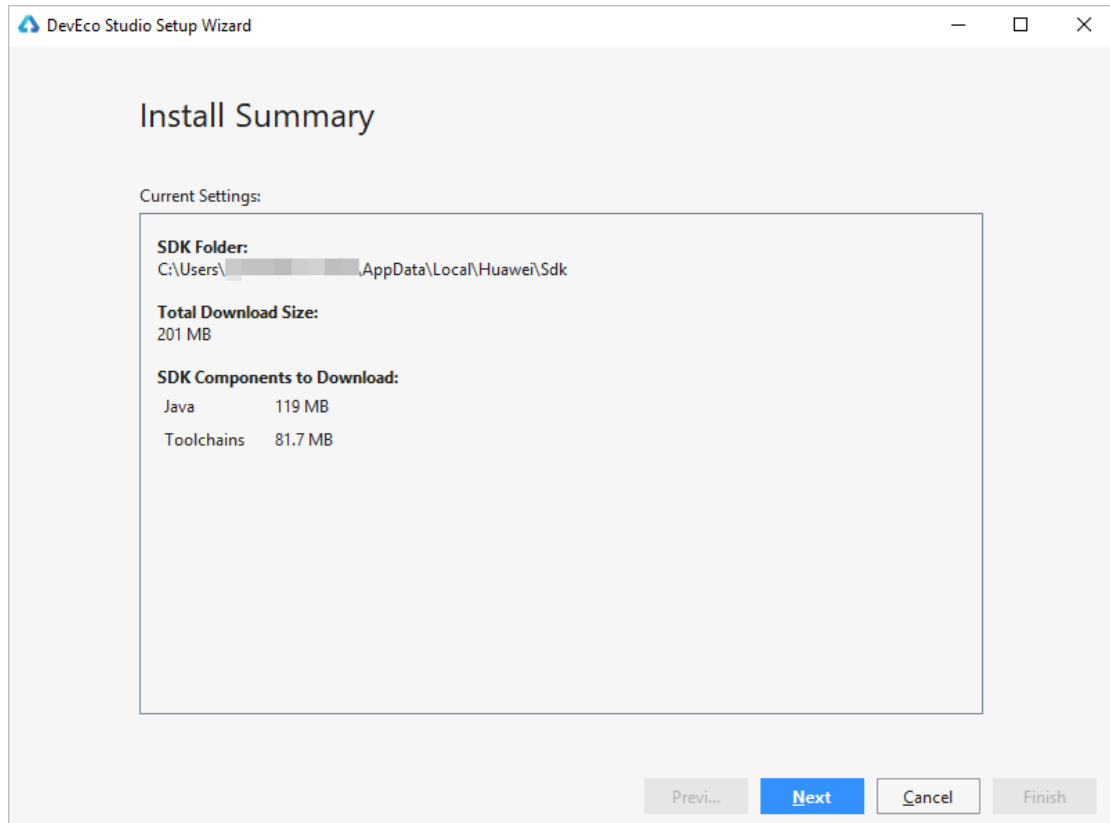 DevEco Studio Setup Wizard
Install Summary
Current Settings:
SDK Folder:
C:\Users\ \AppData\Local\Huawei\Sdk
Total Download Size:
201 MB
SDK Components to Download:
Java 119 MB
Toolchains 81.7 MB
Previ... Next Cancel Finish